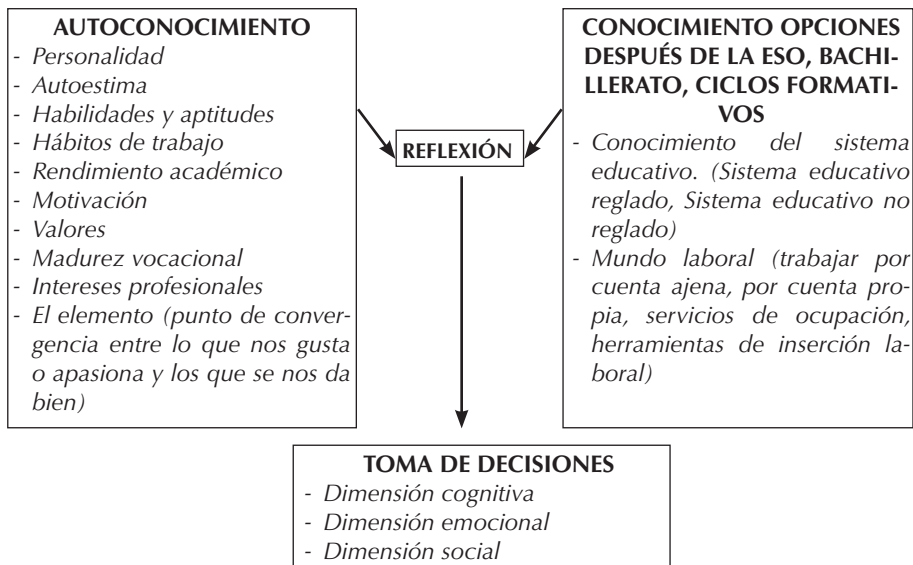 AUTOCONOCIMIENTO
- Personalidad
- Autoestima
- Habilidades y aptitudes
- Hábitos de trabajo
- Rendimiento académico
- Motivación
- Valores
- Madurez vocacional
- Intereses profesionales
- El elemento (punto de conver-
gencia entre lo que nos gusta
o apasiona y los que se nos da
bien)
REFLEXIÓN
CONOCIMIENTO OPCIONES
DESPUÉS DE LA ESO, BACHI-
LLERATO, CICLOS FORMATI-
VOS
- Conocimiento del sistema
educativo. (Sistema educativo
reglado, Sistema educativo no
reglado)
- Mundo laboral (trabajar por
cuenta ajena, por cuenta pro-
pia, servicios de ocupación,
herramientas de inserción la-
boral)
TOMA DE DECISIONES
- Dimensión cognitiva
- Dimensión emocional
- Dimensión social